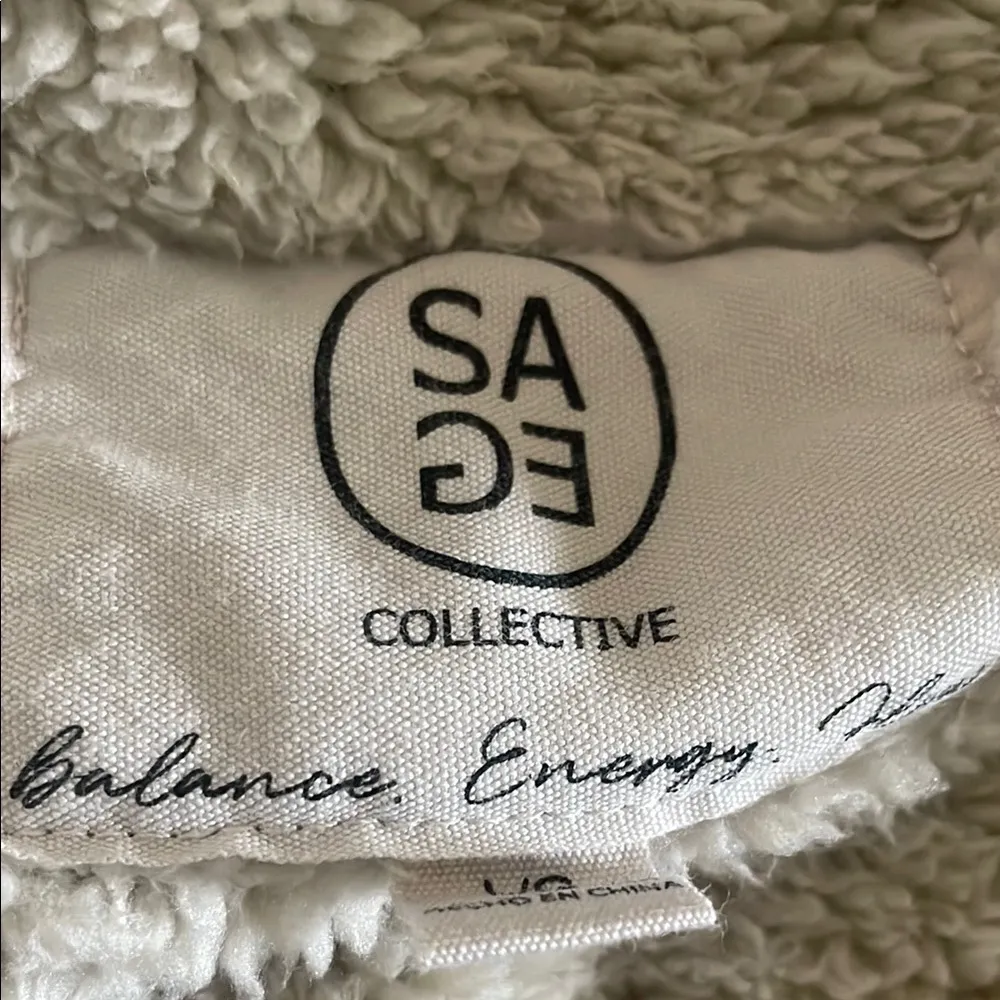 SA
GE
COLLECTIVE
Balance. Energy.
HECHO EN CHINA